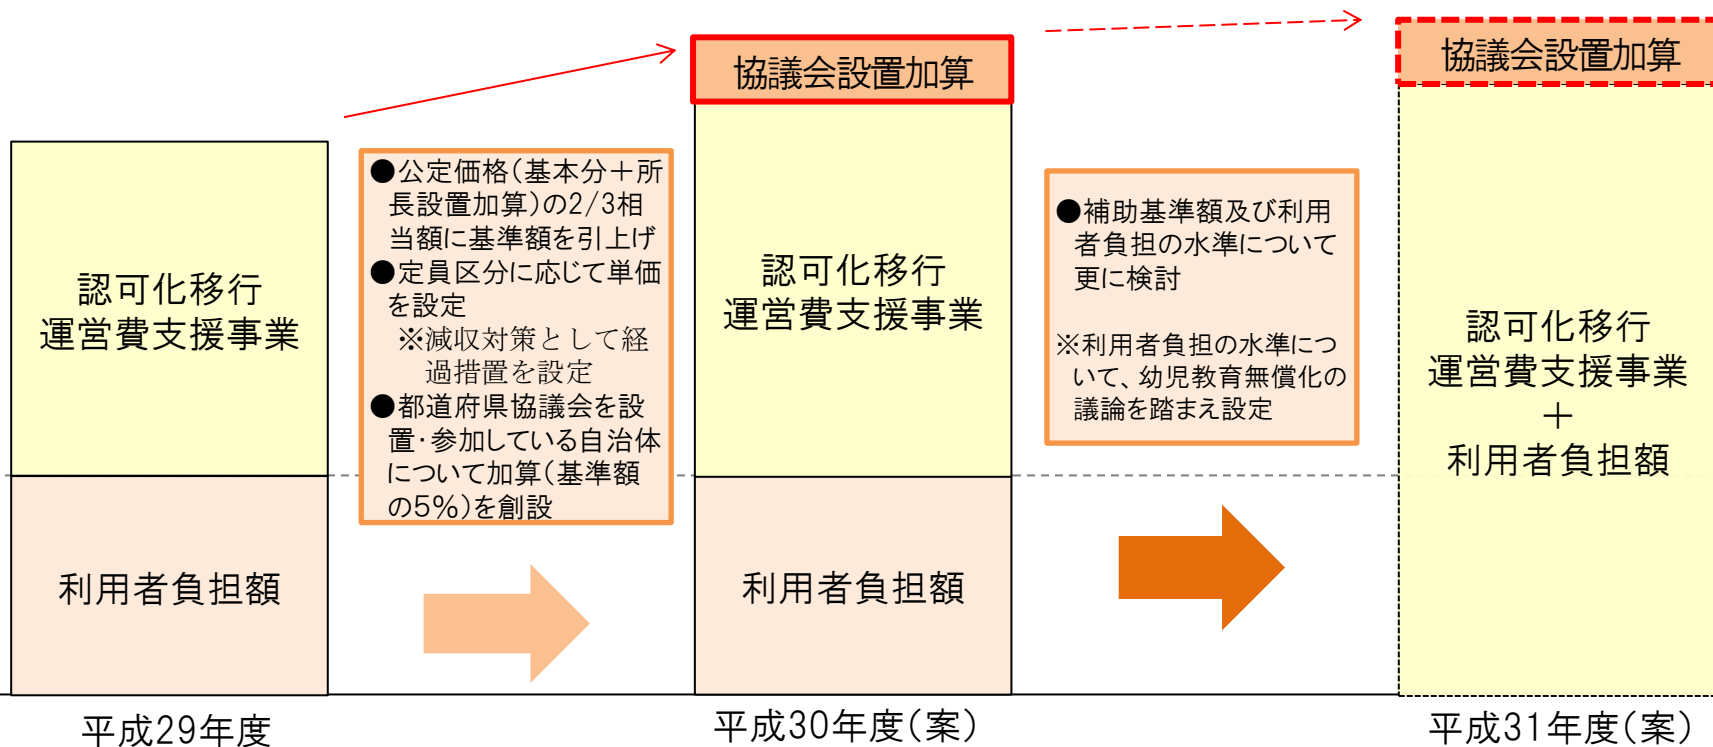 認可化移行
運営費支援事業
利用者負担額
平成29年度
●公定価格（基本分＋所
長設置加算）の2/3相
当額に基準額を引上げ
●定員区分に応じて単価
を設定
※減収対策として経
過措置を設定
●都道府県協議会を設
置・参加している自治体
について加算（基準額
の5%）を創設
協議会設置加算
認可化移行
運営費支援事業
利用者負担額
平成30年度（案）
●補助基準額及び利用
者負担の水準について
更に検討
※利用者負担の水準につ
いて、幼児教育無償化の
議論を踏まえ設定
協議会設置加算
認可化移行
運営費支援事業
＋
利用者負担額
平成31年度（案）